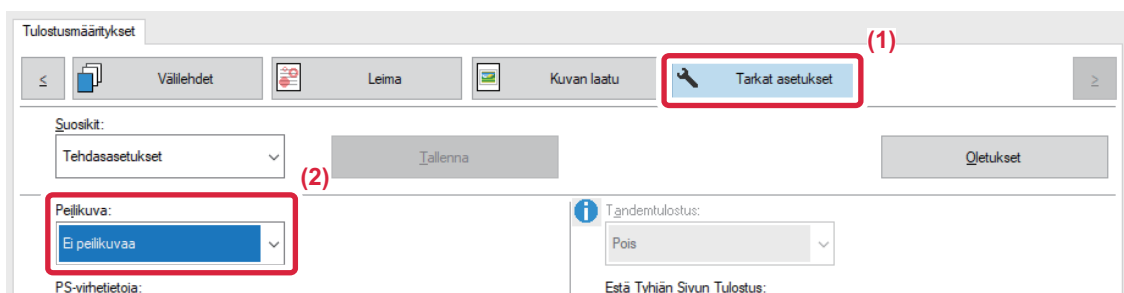 Tulostusmääritykset
(1)
< Välilehdet Leima Kuvan laatu Tarkat asetukset >
Suosikit:
Tehdasasetukset Tallenna Oletukset
(2)
Peilikuva: Tandemtulostus:
Ei peilikuvaa Pois
PS-virhetietoja: Estä Tyhjän Sivun Tulostus: